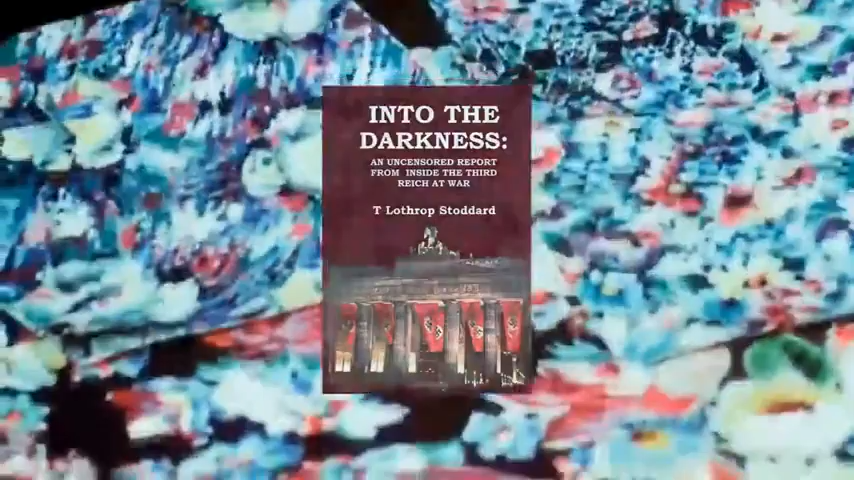 INTO THE
DARKNESS:
AN UNCENSORED REPORT
FROM INSIDE THE THIRD
REICH AT WAR
T Lothrop Stoddard